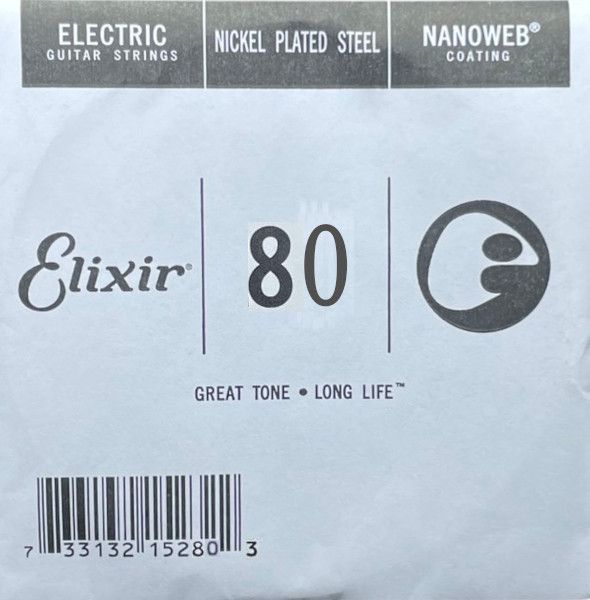 ELECTRIC
GUITAR STRINGS
NICKEL PLATED STEEL
NANOWEB®
COATING
Elixir®
80
GREAT TONE • LONG LIFE™
7 33132 15280 3